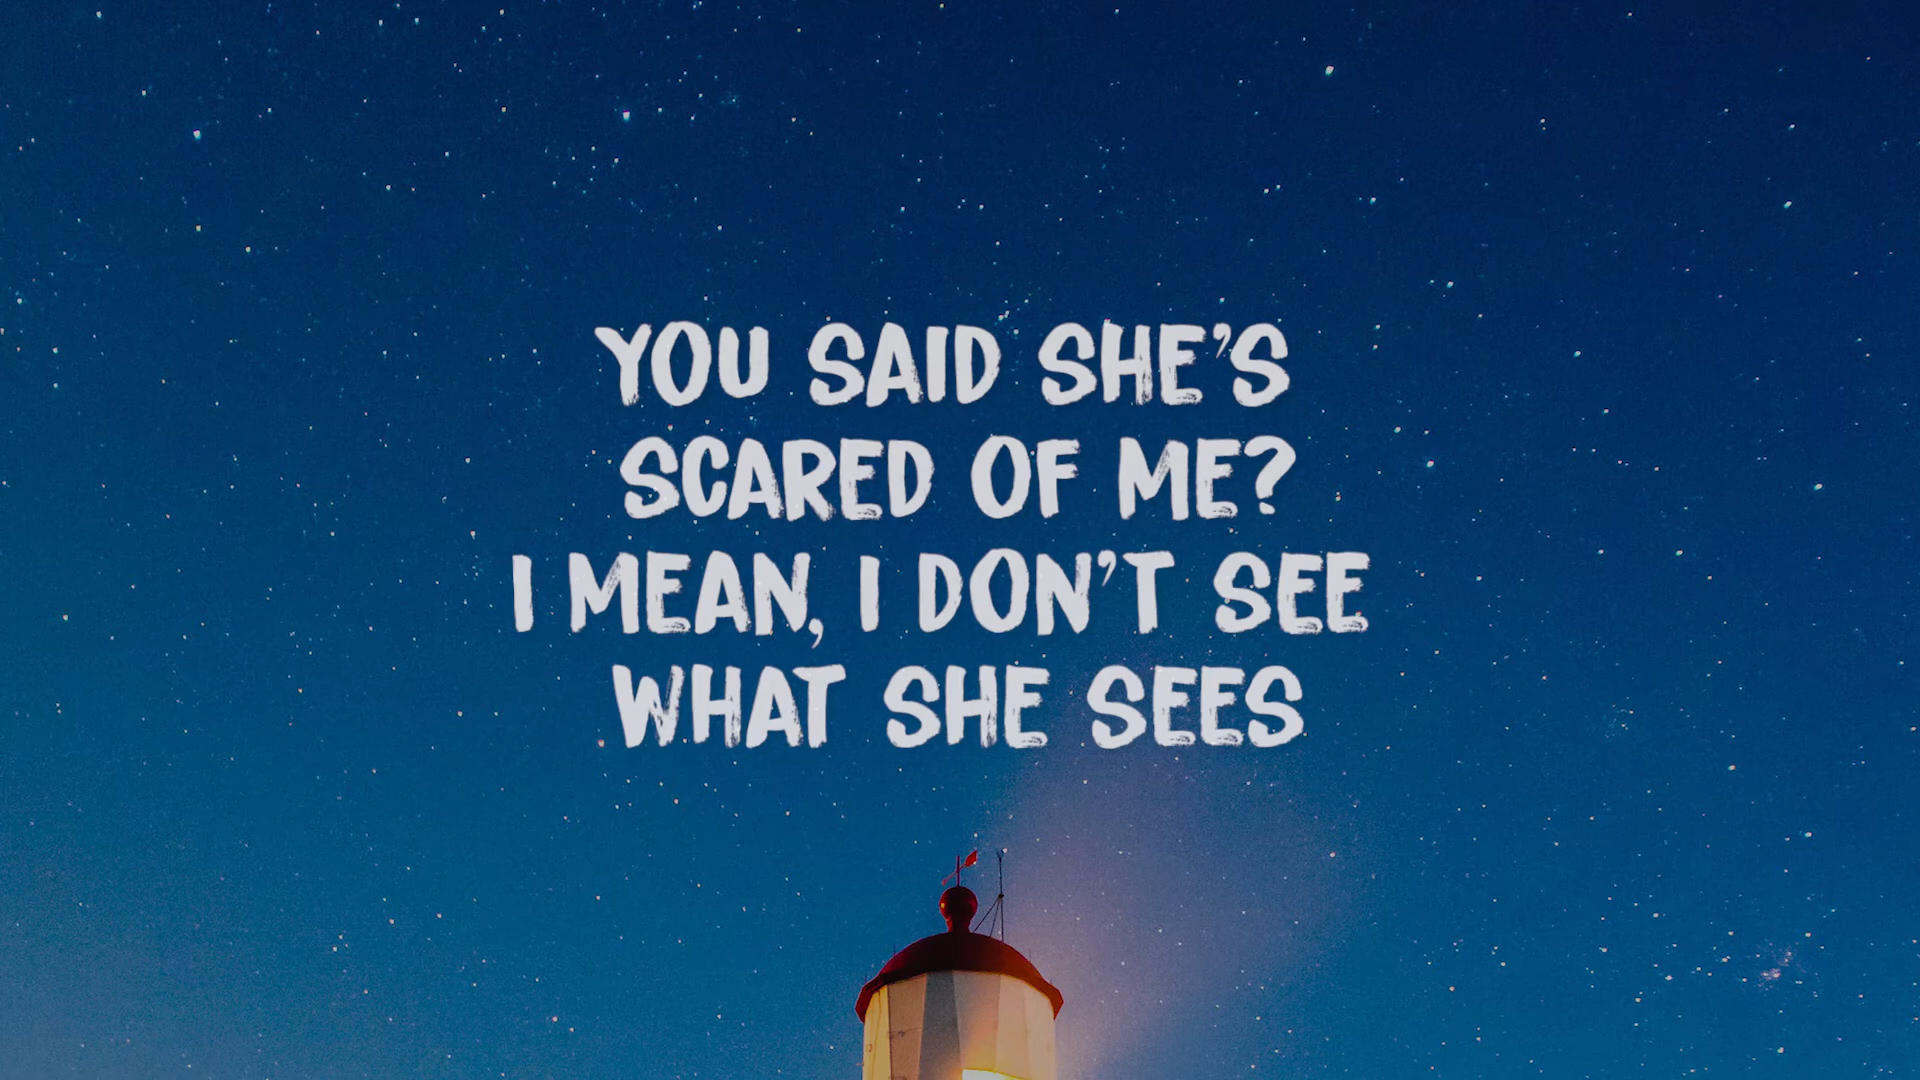 YOU SAID SHE'S
SCARED OF ME?
I MEAN, I DON'T SEE
WHAT SHE SEES